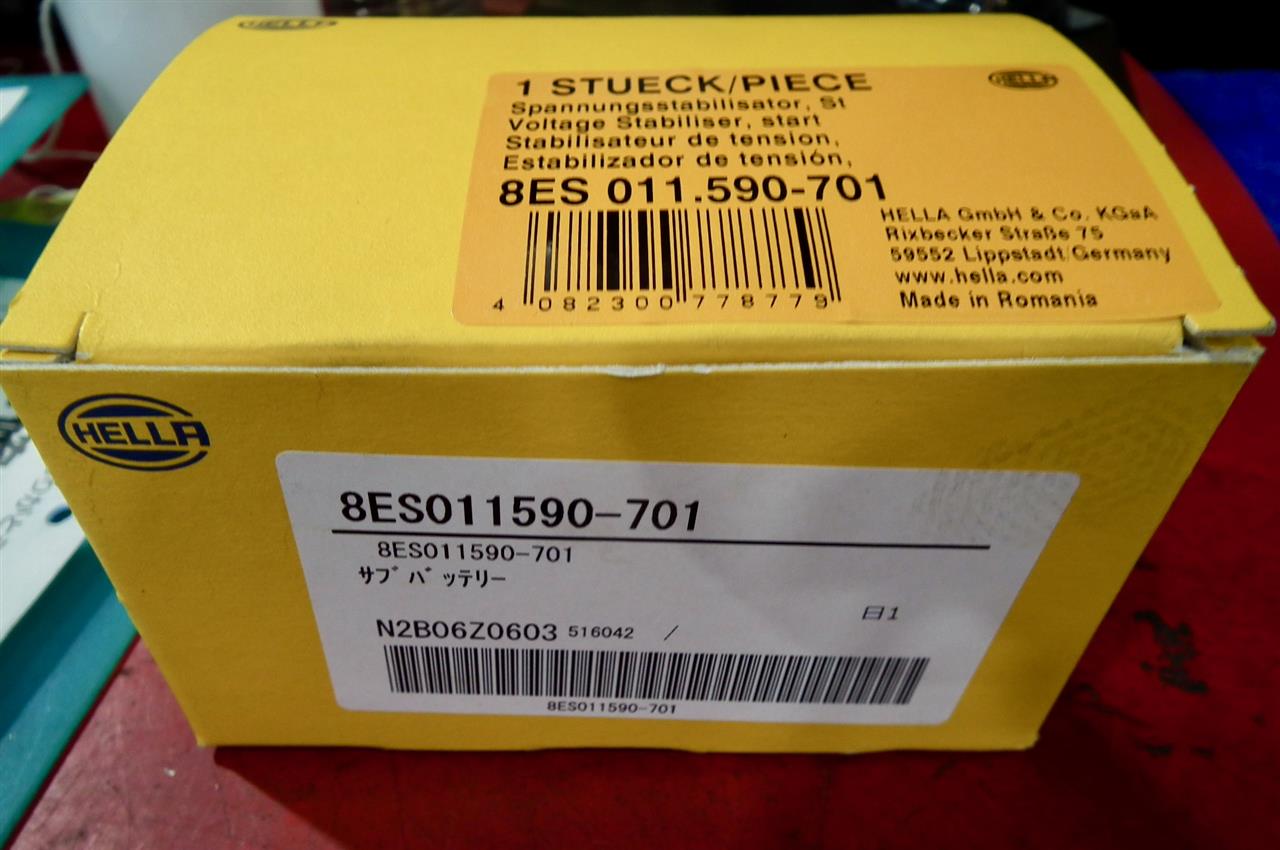 HELLA
1 STUECK/PIECE
HELLA
Spannungsstabilisator, St
Voltage Stabiliser, start
Stabilisateur de tension,
Estabilizador de tensión,
8ES 011.590-701
4 082300 778779
HELLA GmbH & Co. KGaA
Rixbecker Straße 75
59552 Lippstadt/Germany
www.hella.com
Made in Romania
HELLA
8ES011590-701
8ES011590-701
サブバッテリー
日1
N2B06Z0603 516042 /
8ES011590-701